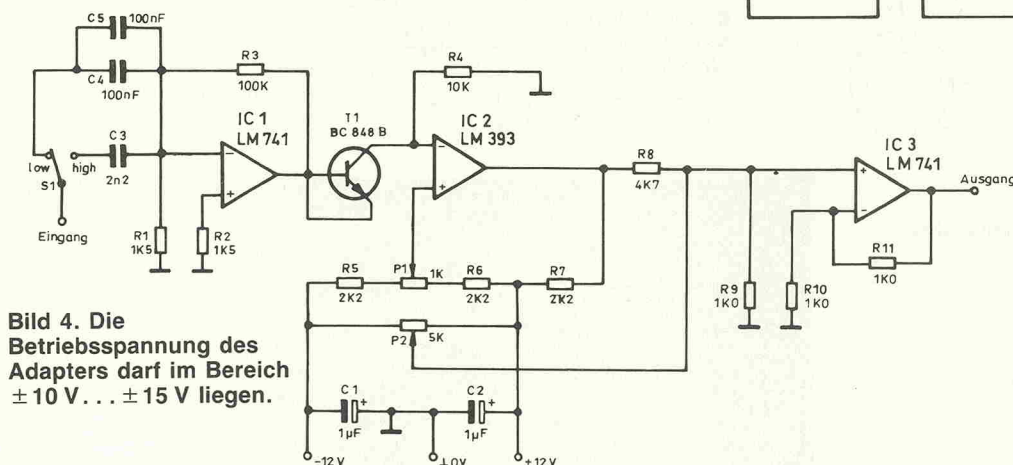 C5 100nF
C4
100nF
R3
100K
R4
10K
T1
BC 848 B
IC 1
LM 741
IC 2
LM 393
IC 3
LM 741
C3
2n2
low
high
S1
Eingang
R1
1K5
R2
1K5
R8
4K7
Ausgang
R11
1K0
R9
1K0
R10
1K0
R5
2K2
P1
1K
R6
2K2
R7
2K2
P2
5K
C1
+
1µF
C2
+
1µF
-12V
⊥0V
+12V
Bild 4. Die
Betriebsspannung des
Adapters darf im Bereich
±10 V...±15 V liegen.